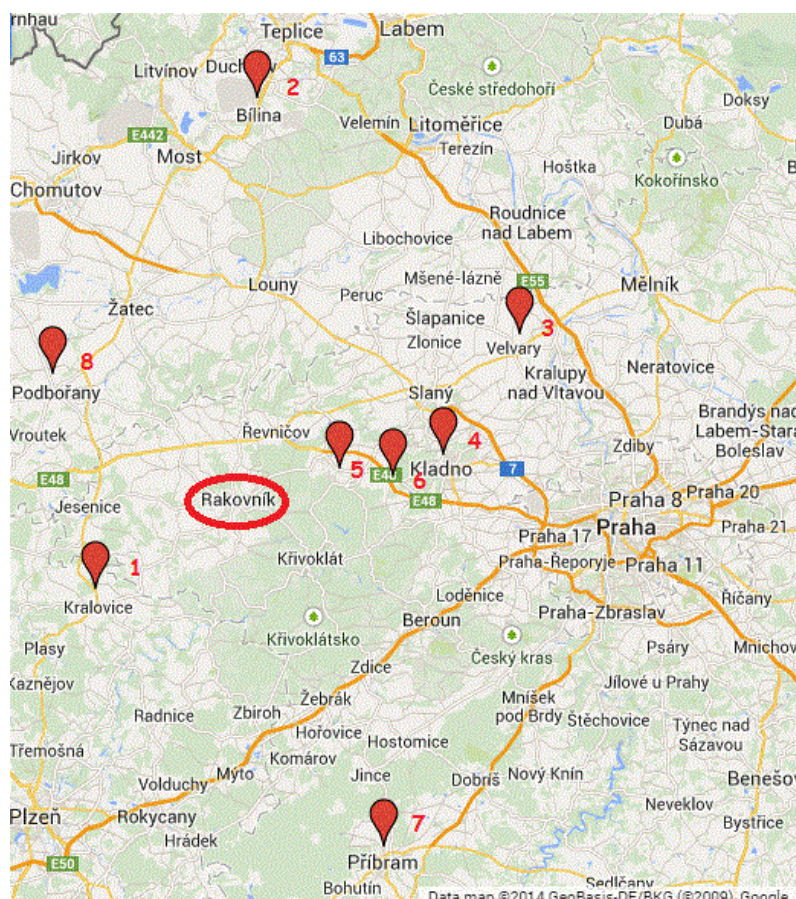 rnhau
Teplice
Labem
63
Litvínov
Duch
v
2
České středohoří
Bílina
Doksy
Velemín
Litoměřice
Dubá
E442
Terezín
Jirkov
Most
Hoštka
Kokořínsko
Chomutov
Roudnice
nad Labem
Libochovice
Mšené-lázně
E55
Louny
Peruc
Mělník
Žatec
Šlapanice
3
Zlonice
Velvary
8
Kralupy
nad Vltavou
Neratovice
Podbořany
Slaný
Brandýs nad
Labem-Stará
Boleslav
Vroutek
Řevničov
4
Zdiby
5
Kladno
7
E48
E48
6
E48
Rakovník
Praha 8
Praha 20
Jesenice
Praha
Praha 17
Praha 21
Křivoklát
Praha-Řeporyje
Praha 11
1
Kralovice
Loděnice
Říčany
Beroun
Praha-Zbraslav
Křivoklátsko
Plasy
Český kras
Psáry
Mnichov
Zdice
Kaznějov
Jílové u Prahy
Žebrák
Mníšek
pod Brdy
Radnice
Zbiroh
Štěchovice
Hořovice
Týnec nad
Sázavou
Třemošná
Hostomice
Komárov
Mýto
Jince
Dobříš
Nový Knín
Benešov
Volduchy
Plzeň
Rokycany
7
Neveklov
Hrádek
Bystřice
E50
Příbram
Sedlčany
Bohutín
Data map ©2014 GeoBasis-DE/BKG (©2009), Google